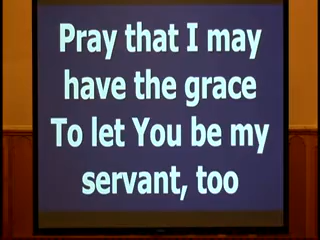 Pray that I may
have the grace
To let You be my
servant, too